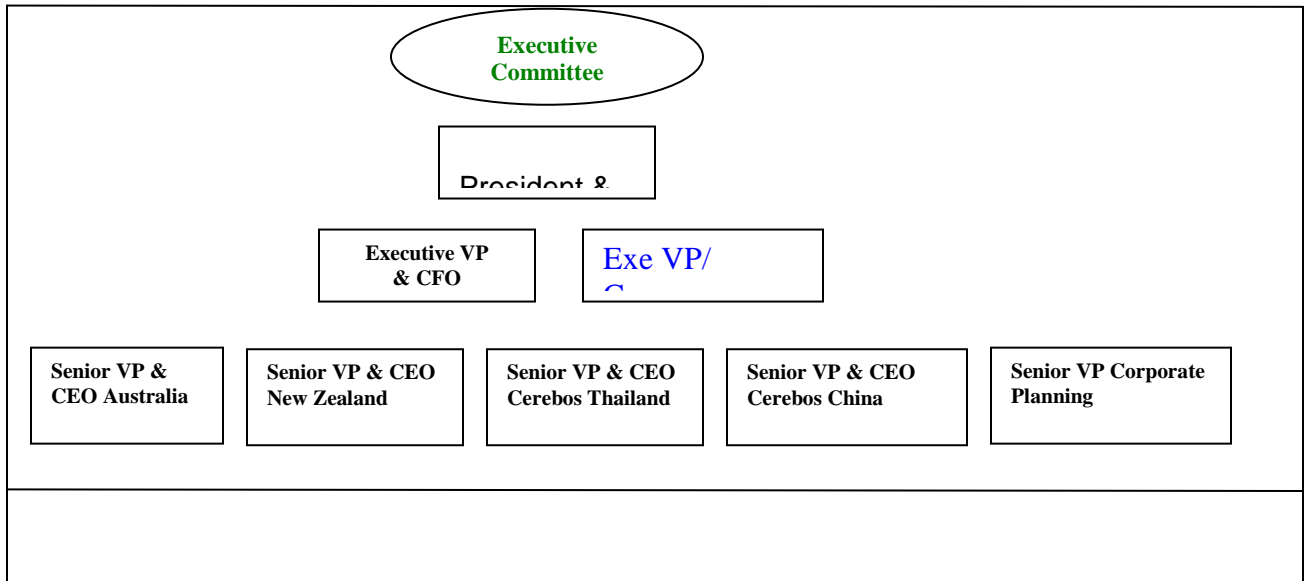 Executive
Committee
President &
Executive VP
& CFO
Exe VP/
Senior VP &
CEO Australia
Senior VP & CEO
New Zealand
Senior VP & CEO
Cerebos Thailand
Senior VP & CEO
Cerebos China
Senior VP Corporate
Planning